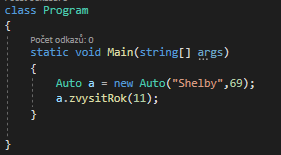 class Program
{
Počet odkazů: 0
static void Main(string[] args)
{
Auto a = new Auto("Shelby",69);
a.zvysitRok(11);
}
}